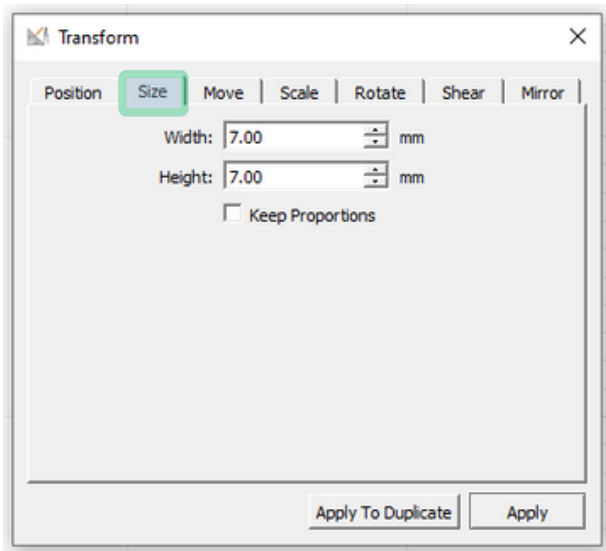 Transform
Position Size Move Scale Rotate Shear Mirror
Width: 7.00 mm
Height: 7.00 mm
Keep Proportions
Apply To Duplicate Apply